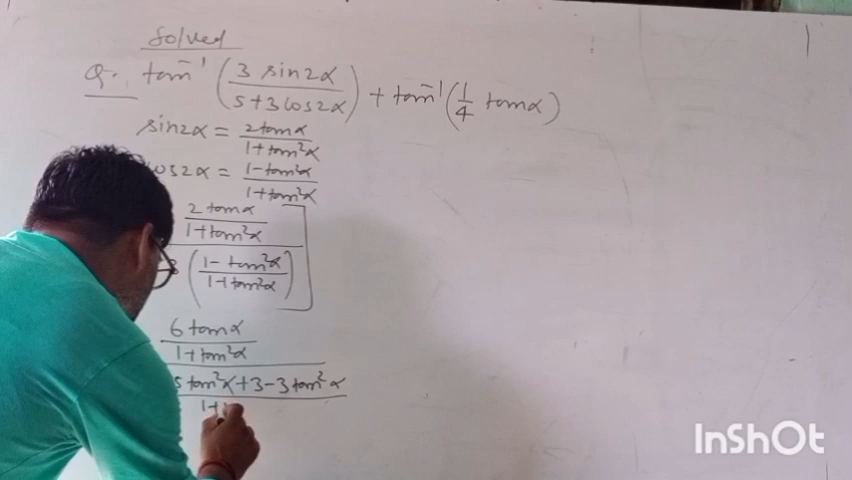 Solved
Q. tan⁻¹ (3 sin2α / 5+3cos2α) + tan⁻¹ (1/4 tanα)
sin2α = 2tanα / 1+tan²α
cos2α = 1-tan²α / 1+tan²α
2 tanα / 1+tan²α ]
(1-tan²α / 1+tan²α) ]
6 tanα / 1+tan²α
5 tan²α+3-3tan²α
1+
InShOt